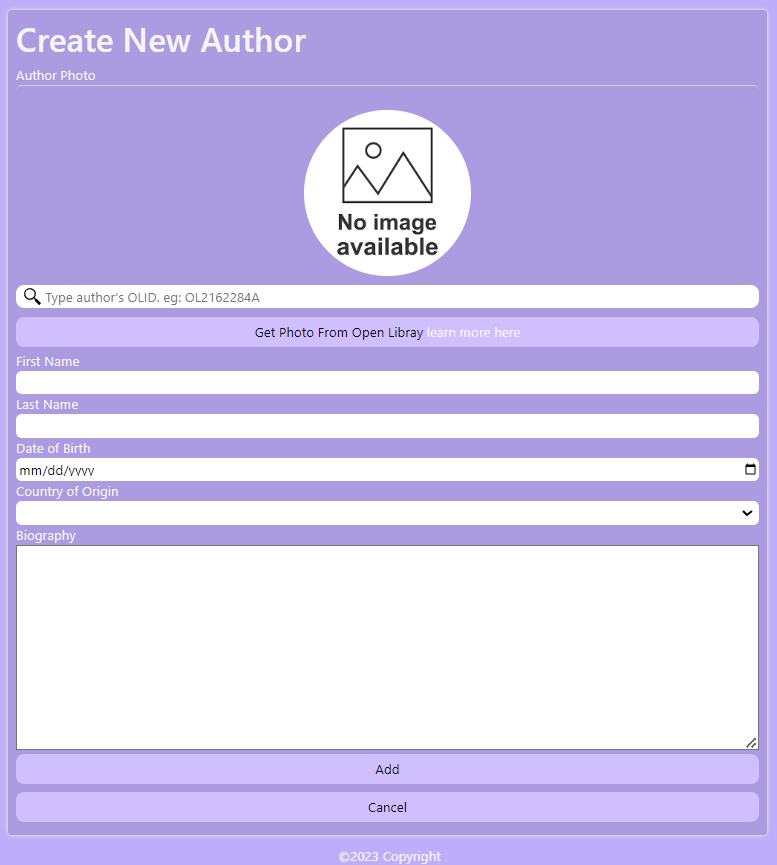 Create New Author
Author Photo
No image
available
Type author's OLID. eg: OL2162284A
Get Photo From Open Libray learn more here
First Name
Last Name
Date of Birth
mm/dd/yyyy
Country of Origin
Biography
Add
Cancel
©2023 Copyright